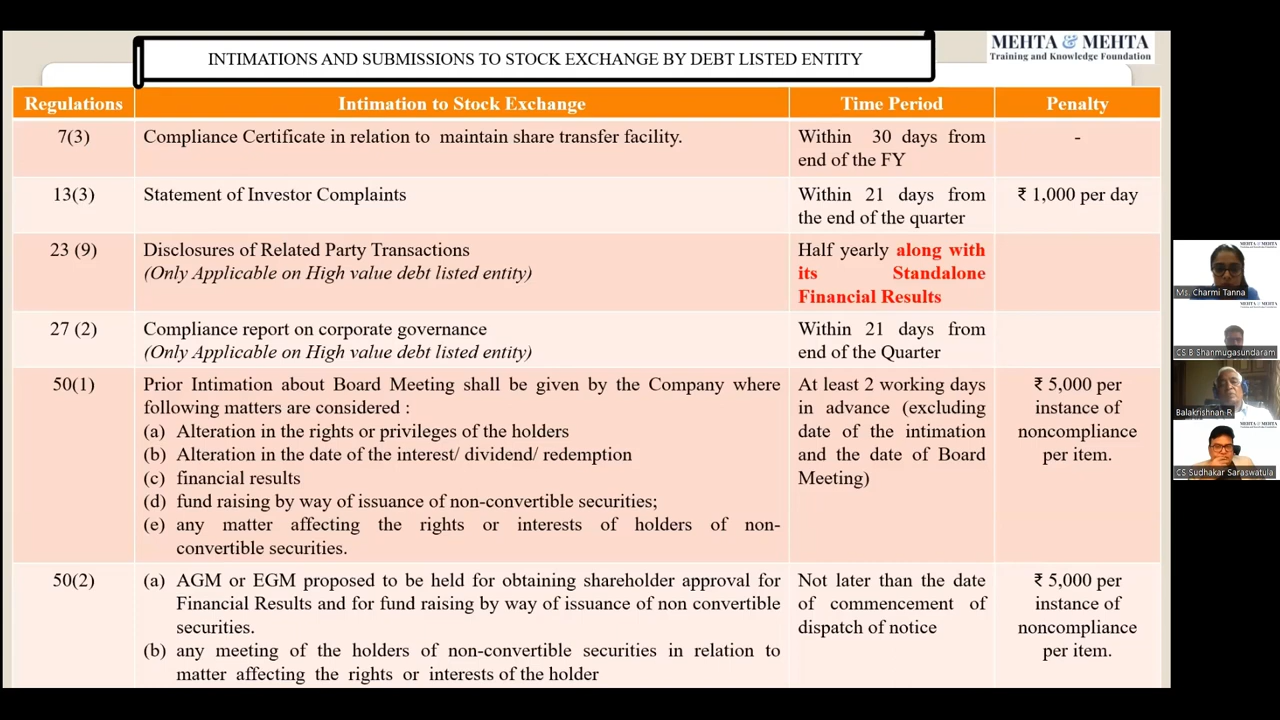 INTIMATIONS AND SUBMISSIONS TO STOCK EXCHANGE BY DEBT LISTED ENTITY
MEHTA & MEHTA
Training and Knowledge Foundation
Regulations Intimation to Stock Exchange Time Period Penalty
7(3) Compliance Certificate in relation to maintain share transfer facility. Within 30 days from -
end of the FY
13(3) Statement of Investor Complaints Within 21 days from ₹ 1,000 per day
the end of the quarter
23 (9) Disclosures of Related Party Transactions Half yearly along with
(Only Applicable on High value debt listed entity) its Standalone
Financial Results
27 (2) Compliance report on corporate governance Within 21 days from
(Only Applicable on High value debt listed entity) end of the Quarter
50(1) Prior Intimation about Board Meeting shall be given by the Company where At least 2 working days ₹ 5,000 per
following matters are considered : in advance (excluding instance of
(a) Alteration in the rights or privileges of the holders date of the intimation noncompliance
(b) Alteration in the date of the interest/ dividend/ redemption and the date of Board per item.
(c) financial results Meeting)
(d) fund raising by way of issuance of non-convertible securities;
(e) any matter affecting the rights or interests of holders of non-
convertible securities.
50(2) (a) AGM or EGM proposed to be held for obtaining shareholder approval for Not later than the date ₹ 5,000 per
Financial Results and for fund raising by way of issuance of non convertible of commencement of instance of
securities. dispatch of notice noncompliance
(b) any meeting of the holders of non-convertible securities in relation to per item.
matter affecting the rights or interests of the holder
Ms. Charmi Tanna
CS B Shanmugasundaram
Balakrishnan R
CS Sudhakar Saraswatula